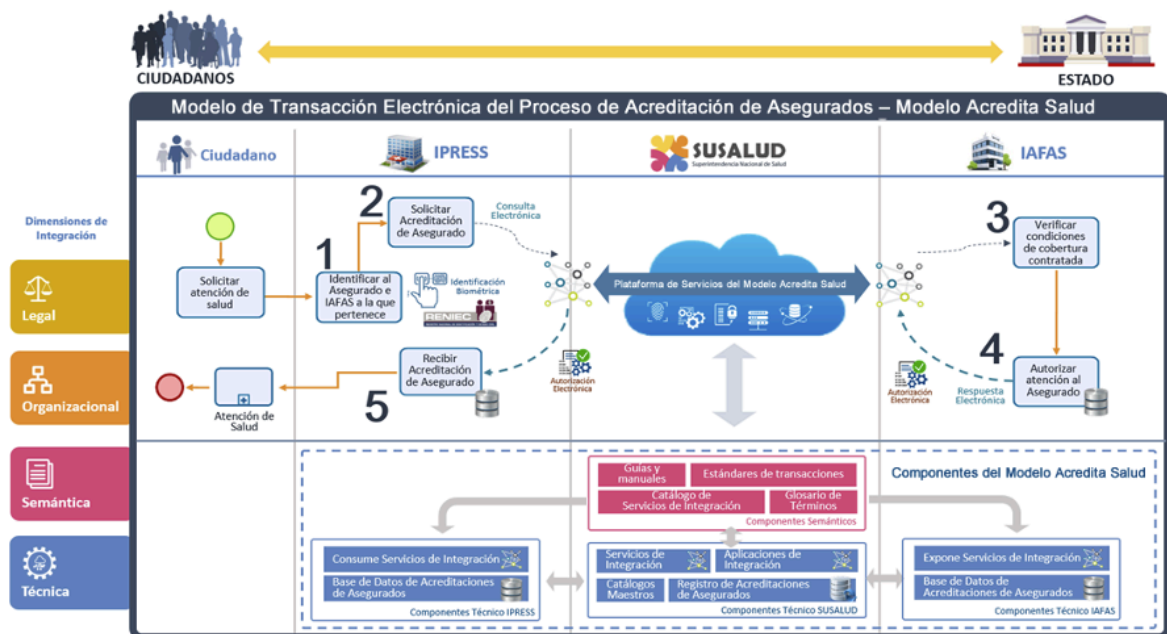 CIUDADANOS
ESTADO
Modelo de Transacción Electrónica del Proceso de Acreditación de Asegurados – Modelo Acredita Salud
Ciudadano
IPRESS
SUSALUD
Superintendencia Nacional de Salud
IAFAS
Dimensiones de
Integración
Legal
Organizacional
Semántica
Técnica
Solicitar
atención de
salud
1
Identificar al
Asegurado e
IAFAS a la que
pertenece
2
Solicitar
Acreditación
de Asegurado
Consulta
Electrónica
Identificación
Biométrica
RENIEC
Plataforma de Servicios del Modelo Acredita Salud
3
Verificar
condiciones
de cobertura
contratada
4
Autorizar
atención al
Asegurado
Respuesta
Electrónica
Autorización
Electrónica
Autorización
Electrónica
5
Recibir
Acreditación
de Asegurado
Atención de
Salud
Componentes del Modelo Acredita Salud
Guías y
manuales
Estándares de transacciones
Catálogo de
Servicios de Integración
Glosario de
Términos
Componentes Semánticos
Consume Servicios de Integración
Base de Datos de Acreditaciones
de Asegurados
Componentes Técnico IPRESS
Servicios de
Integración
Aplicaciones de
Integración
Catálogos
Maestros
Registro de Acreditaciones
de Asegurados
Componentes Técnico SUSALUD
Expone Servicios de Integración
Base de Datos de
Acreditaciones de Asegurados
Componentes Técnico IAFAS